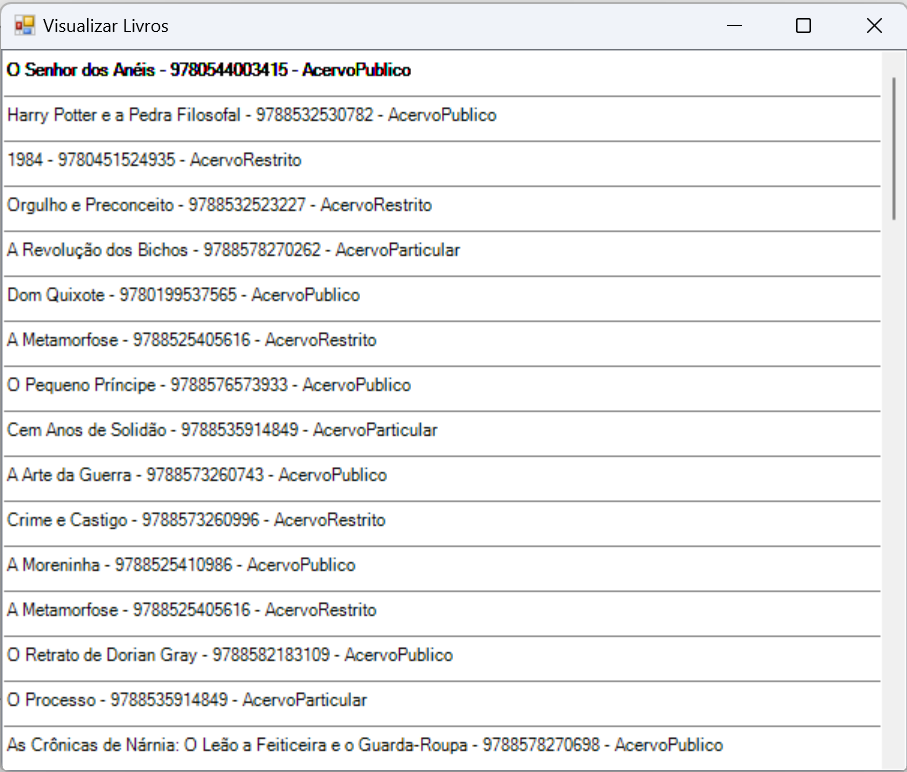 Visualizar Livros
O Senhor dos Anéis - 9780544003415 - AcervoPublico
Harry Potter e a Pedra Filosofal - 9788532530782 - AcervoPublico
1984 - 9780451524935 - AcervoRestrito
Orgulho e Preconceito - 9788532523227 - AcervoRestrito
A Revolução dos Bichos - 9788578270262 - AcervoParticular
Dom Quixote - 9780199537565 - AcervoPublico
A Metamorfose - 9788525405616 - AcervoRestrito
O Pequeno Príncipe - 9788576573933 - AcervoPublico
Cem Anos de Solidão - 9788535914849 - AcervoParticular
A Arte da Guerra - 9788573260743 - AcervoPublico
Crime e Castigo - 9788573260996 - AcervoRestrito
A Moreninha - 9788525410986 - AcervoPublico
A Metamorfose - 9788525405616 - AcervoRestrito
O Retrato de Dorian Gray - 9788582183109 - AcervoPublico
O Processo - 9788535914849 - AcervoParticular
As Crônicas de Nárnia: O Leão a Feiticeira e o Guarda-Roupa - 9788578270698 - AcervoPublico